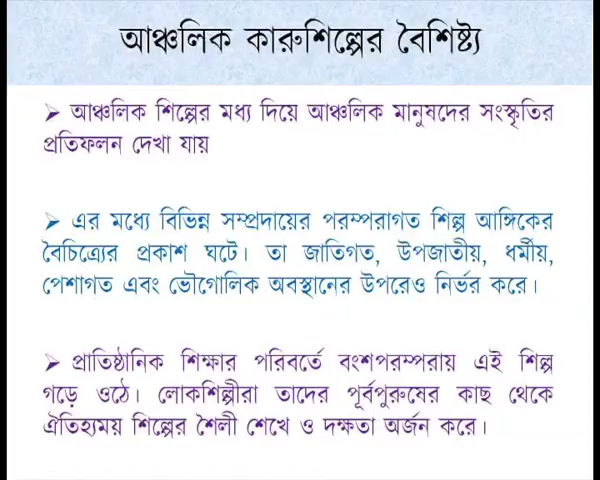 আঞ্চলিক কারুশিল্পের বৈশিষ্ট্য
➢ আঞ্চলিক শিল্পের মধ্য দিয়ে আঞ্চলিক মানুষদের সংস্কৃতির
প্রতিফলন দেখা যায়
➢ এর মধ্যে বিভিন্ন সম্প্রদায়ের পরম্পরাগত শিল্প আঙ্গিকের
বৈচিত্র্যের প্রকাশ ঘটে। তা জাতিগত, উপজাতীয়, ধর্মীয়,
পেশাগত এবং ভৌগোলিক অবস্থানের উপরেও নির্ভর করে।
➢ প্রাতিষ্ঠানিক শিক্ষার পরিবর্তে বংশপরম্পরায় এই শিল্প
গড়ে ওঠে। লোকশিল্পীরা তাদের পূর্বপুরুষের কাছ থেকে
ঐতিহ্যময় শিল্পের শৈলী শেখে ও দক্ষতা অর্জন করে।